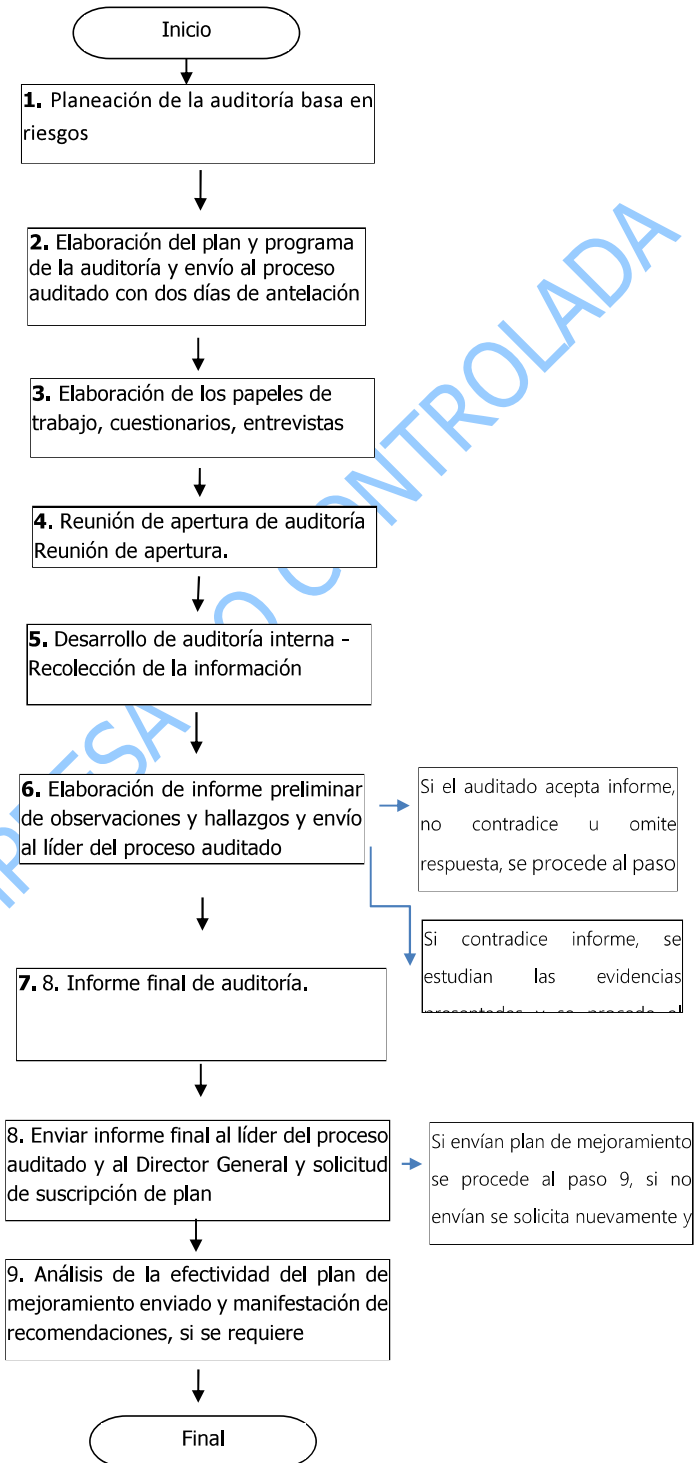 Inicio
1. Planeación de la auditoría basa en
riesgos
2. Elaboración del plan y programa
de la auditoría y envío al proceso
auditado con dos días de antelación
3. Elaboración de los papeles de
trabajo, cuestionarios, entrevistas
4. Reunión de apertura de auditoría
Reunión de apertura.
5. Desarrollo de auditoría interna -
Recolección de la información
6. Elaboración de informe preliminar
de observaciones y hallazgos y envío
al líder del proceso auditado
Si el auditado acepta informe,
no contradice u omite
respuesta, se procede al paso
Si contradice informe, se
estudian las evidencias
presentadas y se procede al
7. 8. Informe final de auditoría.
8. Enviar informe final al líder del proceso
auditado y al Director General y solicitud
de suscripción de plan
Si envían plan de mejoramiento
se procede al paso 9, si no
envían se solicita nuevamente y
9. Análisis de la efectividad del plan de
mejoramiento enviado y manifestación de
recomendaciones, si se requiere
Final
CONTROLADA